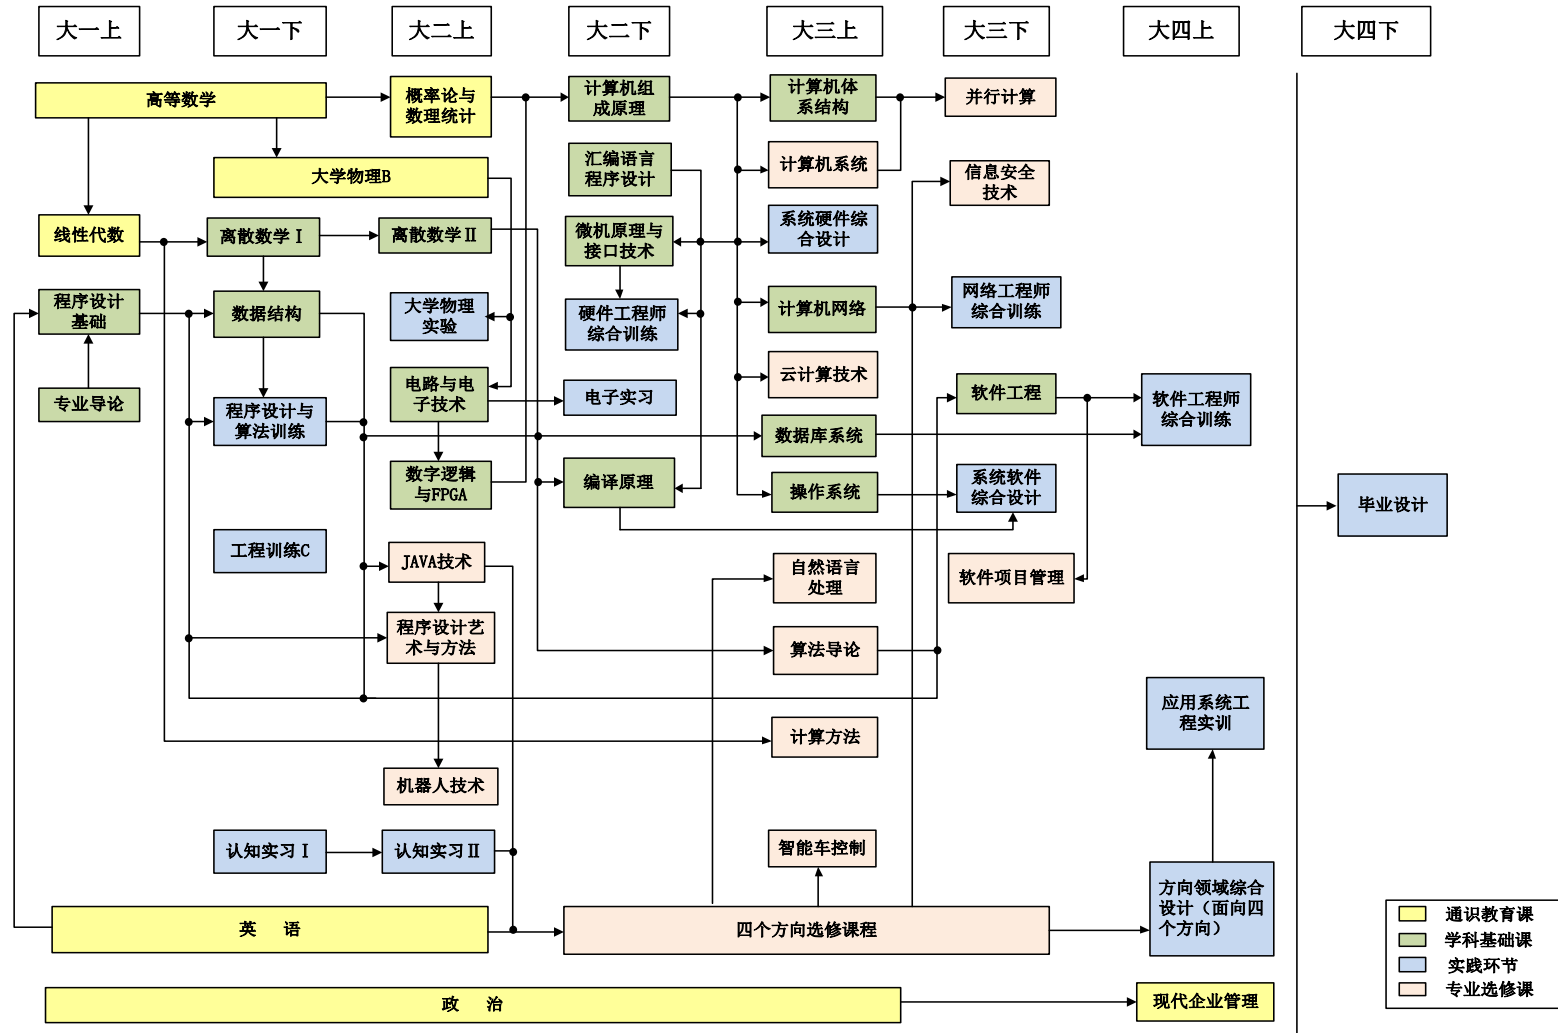 大一上
大一下
大二上
大二下
大三上
大三下
大四上
大四下
高等数学
概率论与
数理统计
计算机组
成原理
计算机体
系结构
并行计算
大学物理B
汇编语言
程序设计
计算机系统
信息安全
技术
线性代数
离散数学Ⅰ
离散数学Ⅱ
微机原理与
接口技术
系统硬件综
合设计
程序设计
基础
数据结构
大学物理
实验
硬件工程师
综合训练
计算机网络
网络工程师
综合训练
专业导论
程序设计与
算法训练
电路与电
子技术
电子实习
云计算技术
软件工程
软件工程师
综合训练
数据库系统
数字逻辑
与FPGA
编译原理
操作系统
系统软件
综合设计
毕业设计
工程训练C
JAVA技术
自然语言
处理
软件项目管理
程序设计艺
术与方法
算法导论
应用系统工
程实训
计算方法
机器人技术
认知实习Ⅰ
认知实习Ⅱ
智能车控制
方向领域综合
设计（面向四
个方向）
英 语
四个方向选修课程
政 治
现代企业管理
通识教育课
学科基础课
实践环节
专业选修课